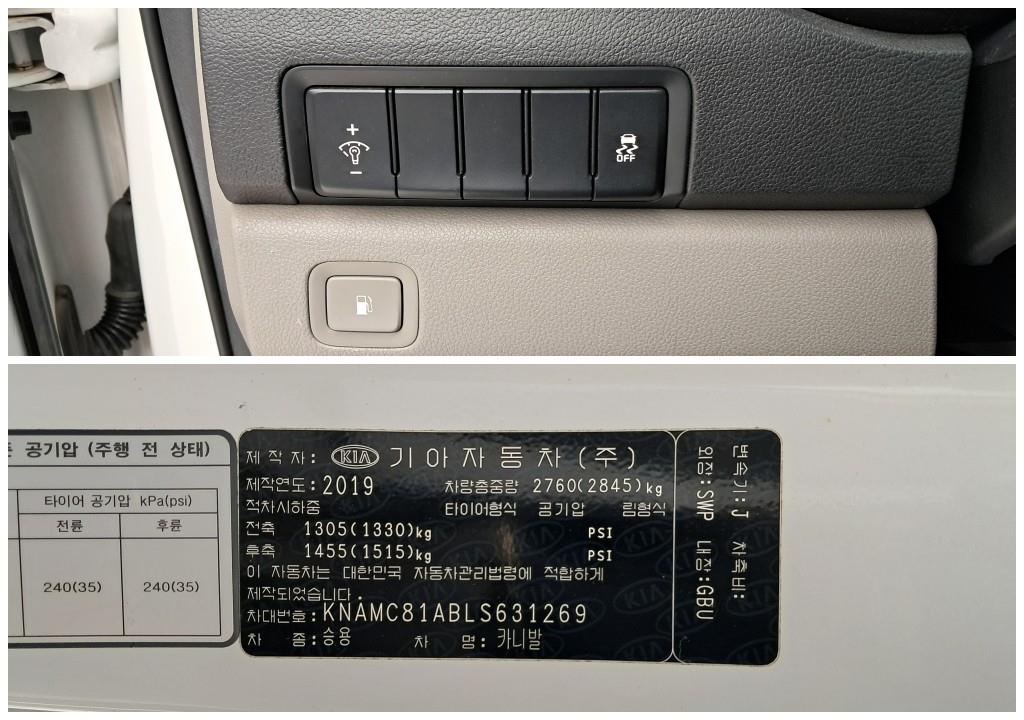 +
−
OFF
공기압 (주행 전 상태)
타이어 공기압 kPa(psi)
전륜 후륜
240(35) 240(35)
제 작 자: KIA 기아자동차(주)
제작연도:2019 차량총중량 2760(2845)kg
적차시하중 타이어형식 공기압 림형식
전축 1305(1330)kg PSI
후축 1455(1515)kg PSI
이 자동차는 대한민국 자동차관리법령에 적합하게
제작되었습니다.
차대번호:KNAMC81ABLS631269
차 종:승용 차 명:카니발
변속기:J 차축비:
외장:SWP 내장:GBU